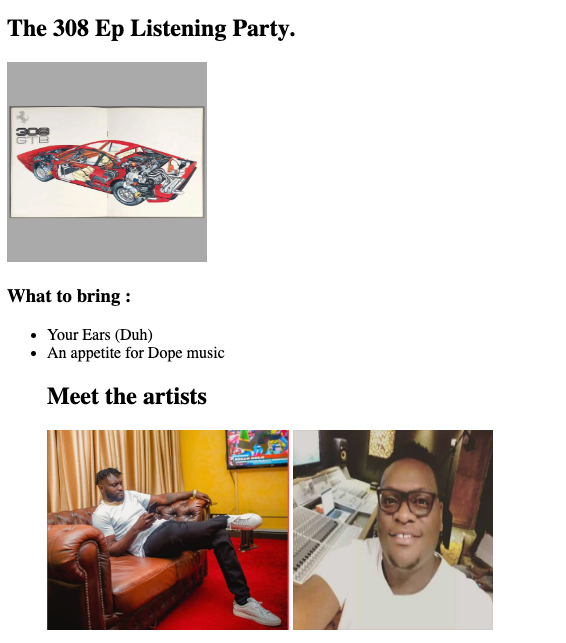 The 308 Ep Listening Party.
308
GTB
What to bring :
Your Ears (Duh)
An appetite for Dope music
Meet the artists